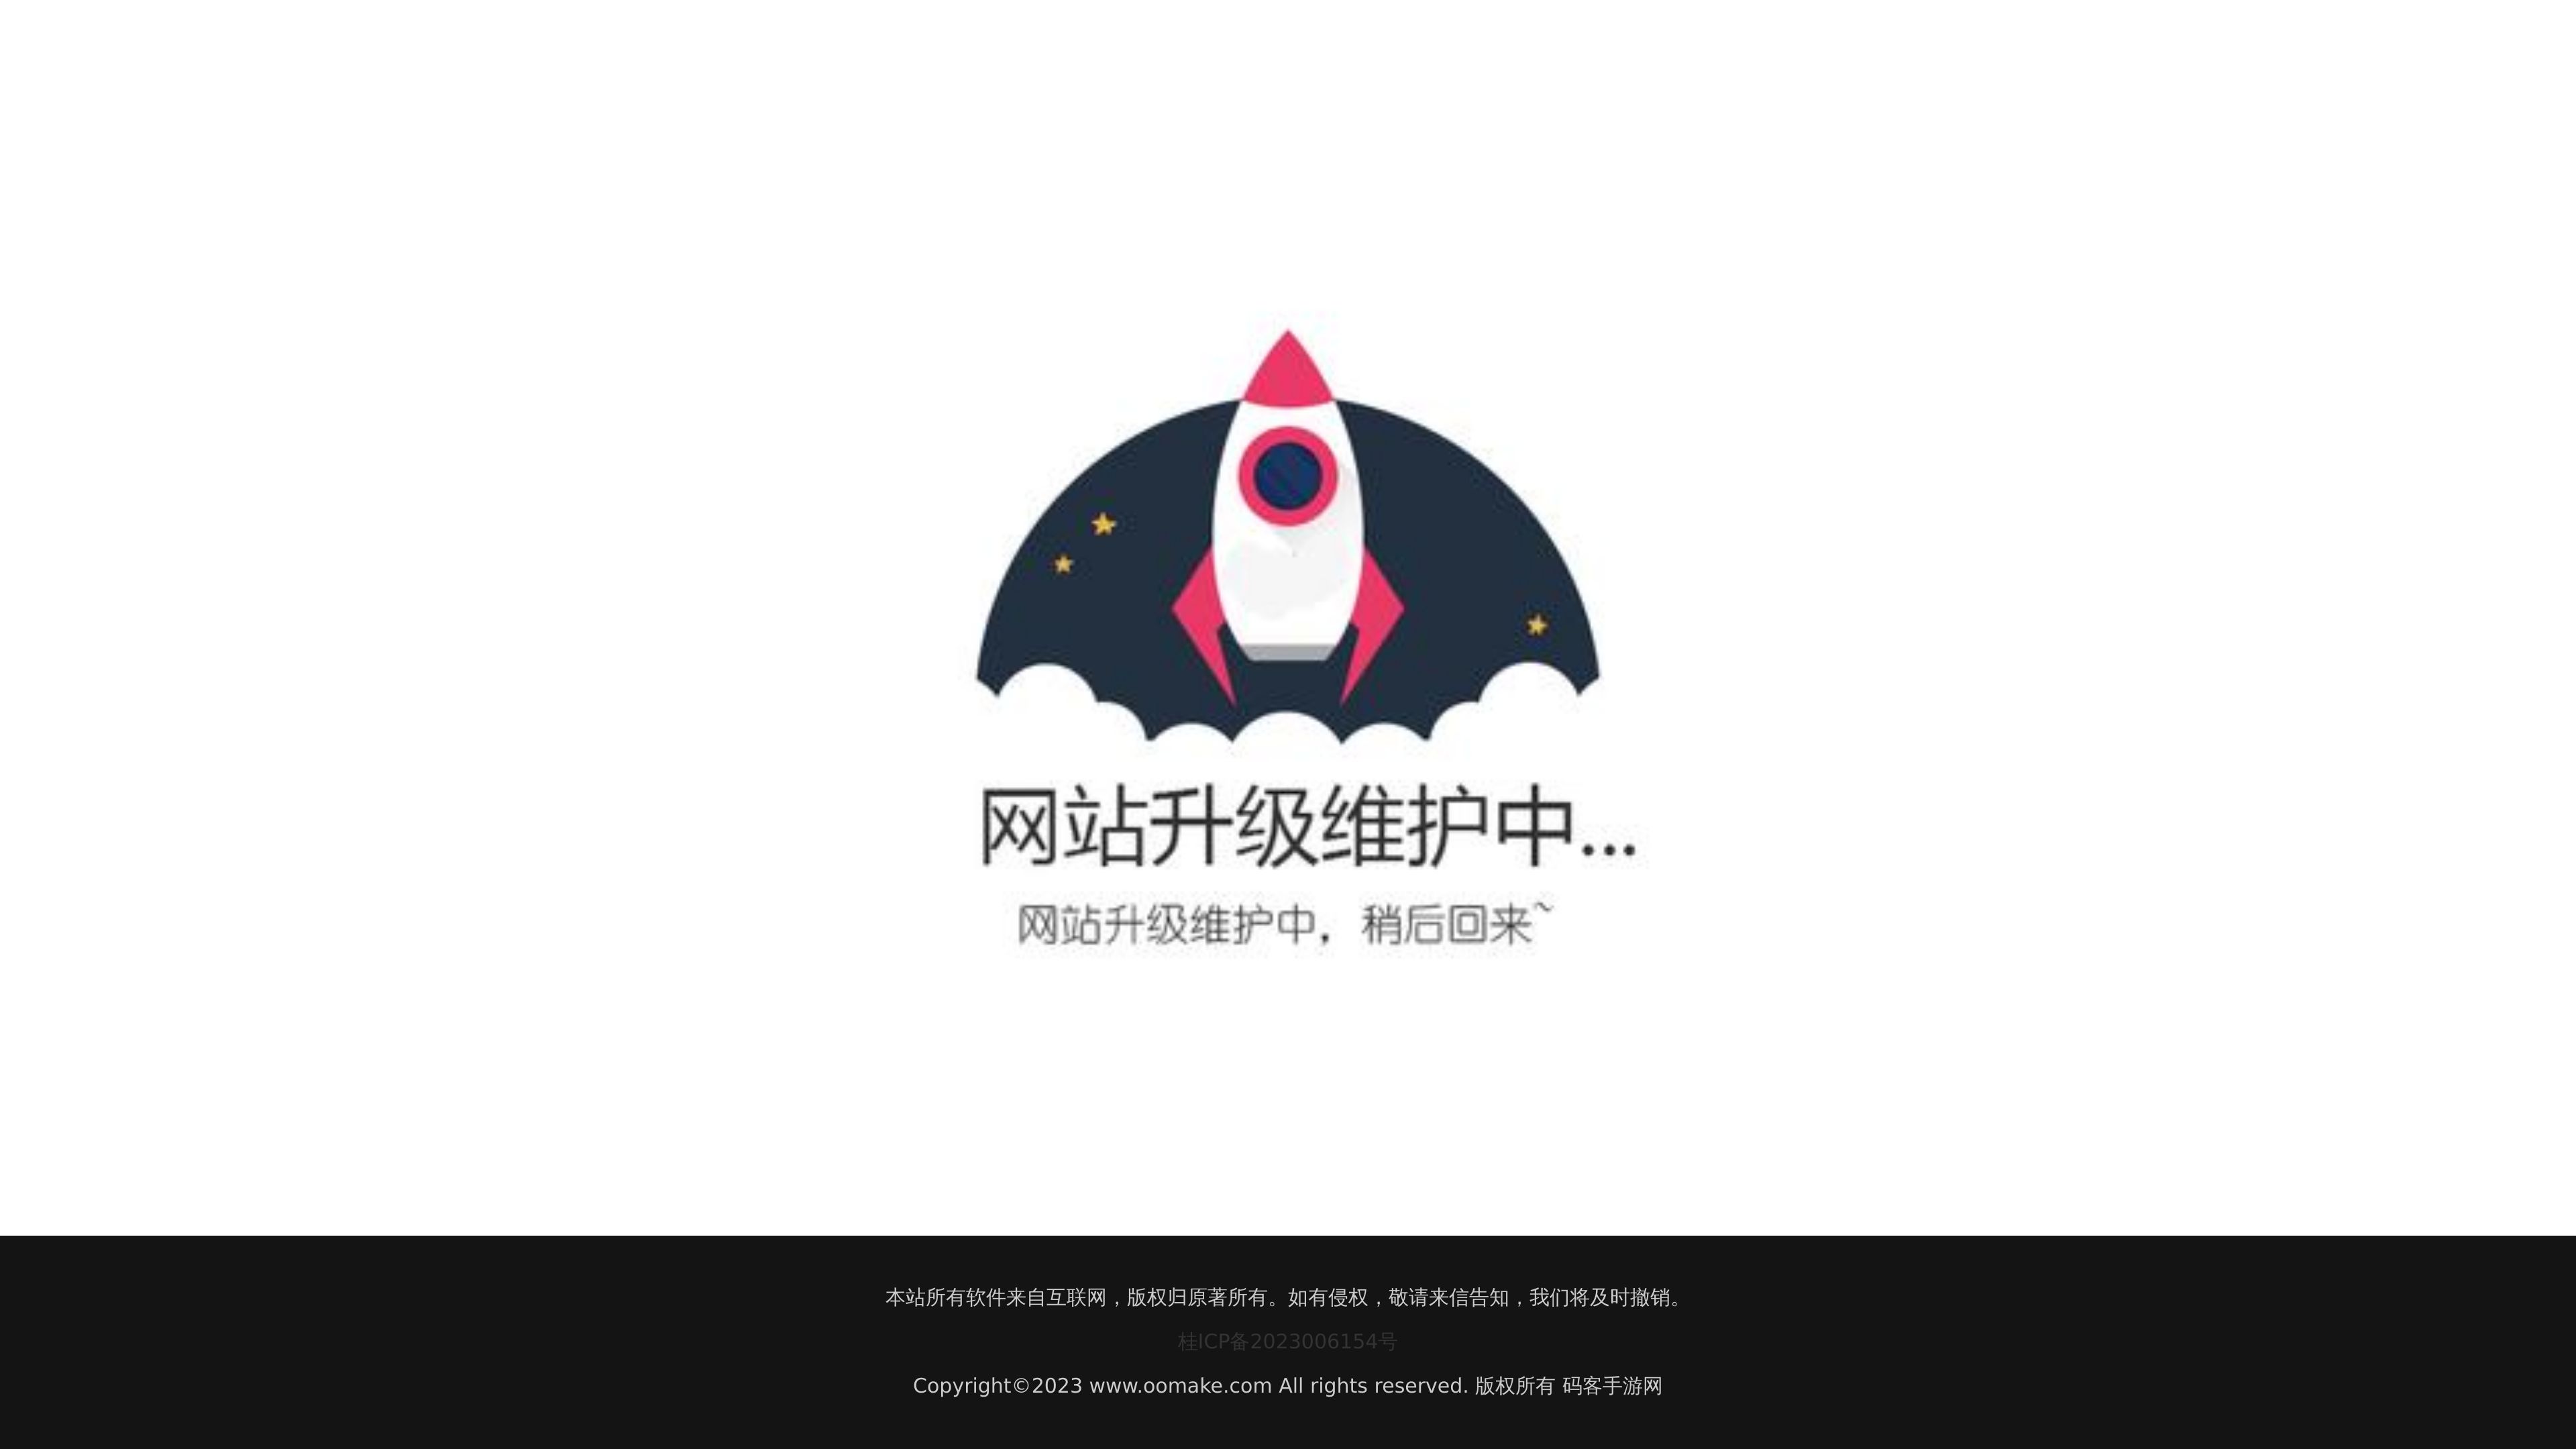 网站升级维护中...
网站升级维护中，稍后回来~
本站所有软件来自互联网，版权归原著所有。如有侵权，敬请来信告知，我们将及时撤销。
桂ICP备2023006154号
Copyright©2023 www.oomake.com All rights reserved. 版权所有 码客手游网